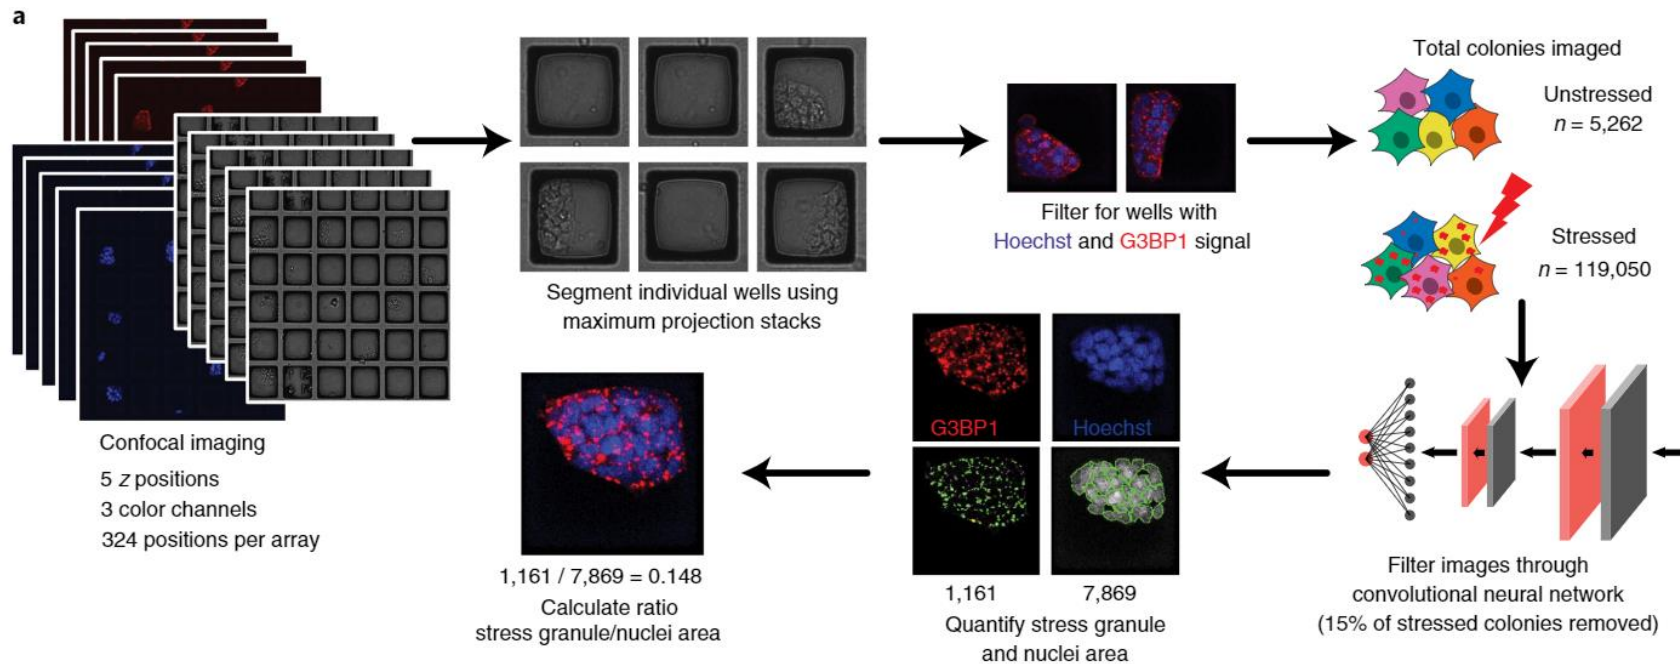 a
Confocal imaging
5 z positions
3 color channels
324 positions per array
Segment individual wells using
maximum projection stacks
Filter for wells with
Hoechst and G3BP1 signal
Total colonies imaged
Unstressed
n = 5,262
Stressed
n = 119,050
Filter images through
convolutional neural network
(15% of stressed colonies removed)
G3BP1
Hoechst
1,161
7,869
Quantify stress granule
and nuclei area
1,161 / 7,869 = 0.148
Calculate ratio
stress granule/nuclei area